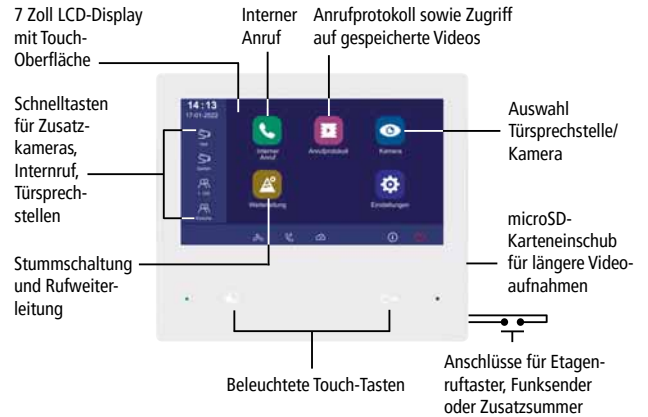 7 Zoll LCD-Display
mit Touch-
Oberfläche
Interner
Anruf
Anrufprotokoll sowie Zugriff
auf gespeicherte Videos
Schnelltasten
für Zusatz-
kameras,
Internruf,
Türsprech-
stellen
Auswahl
Türsprechstelle/
Kamera
14:13
17-01-2022
Interner
Anruf
Anrufprotokoll
Kamera
Weiterleitung
Einstellungen
Stummschaltung
und Rufweiter-
leitung
microSD-
Karteneinschub
für längere Video-
aufnahmen
Beleuchtete Touch-Tasten
Anschlüsse für Etagen-
ruftaster, Funksender
oder Zusatzsummer